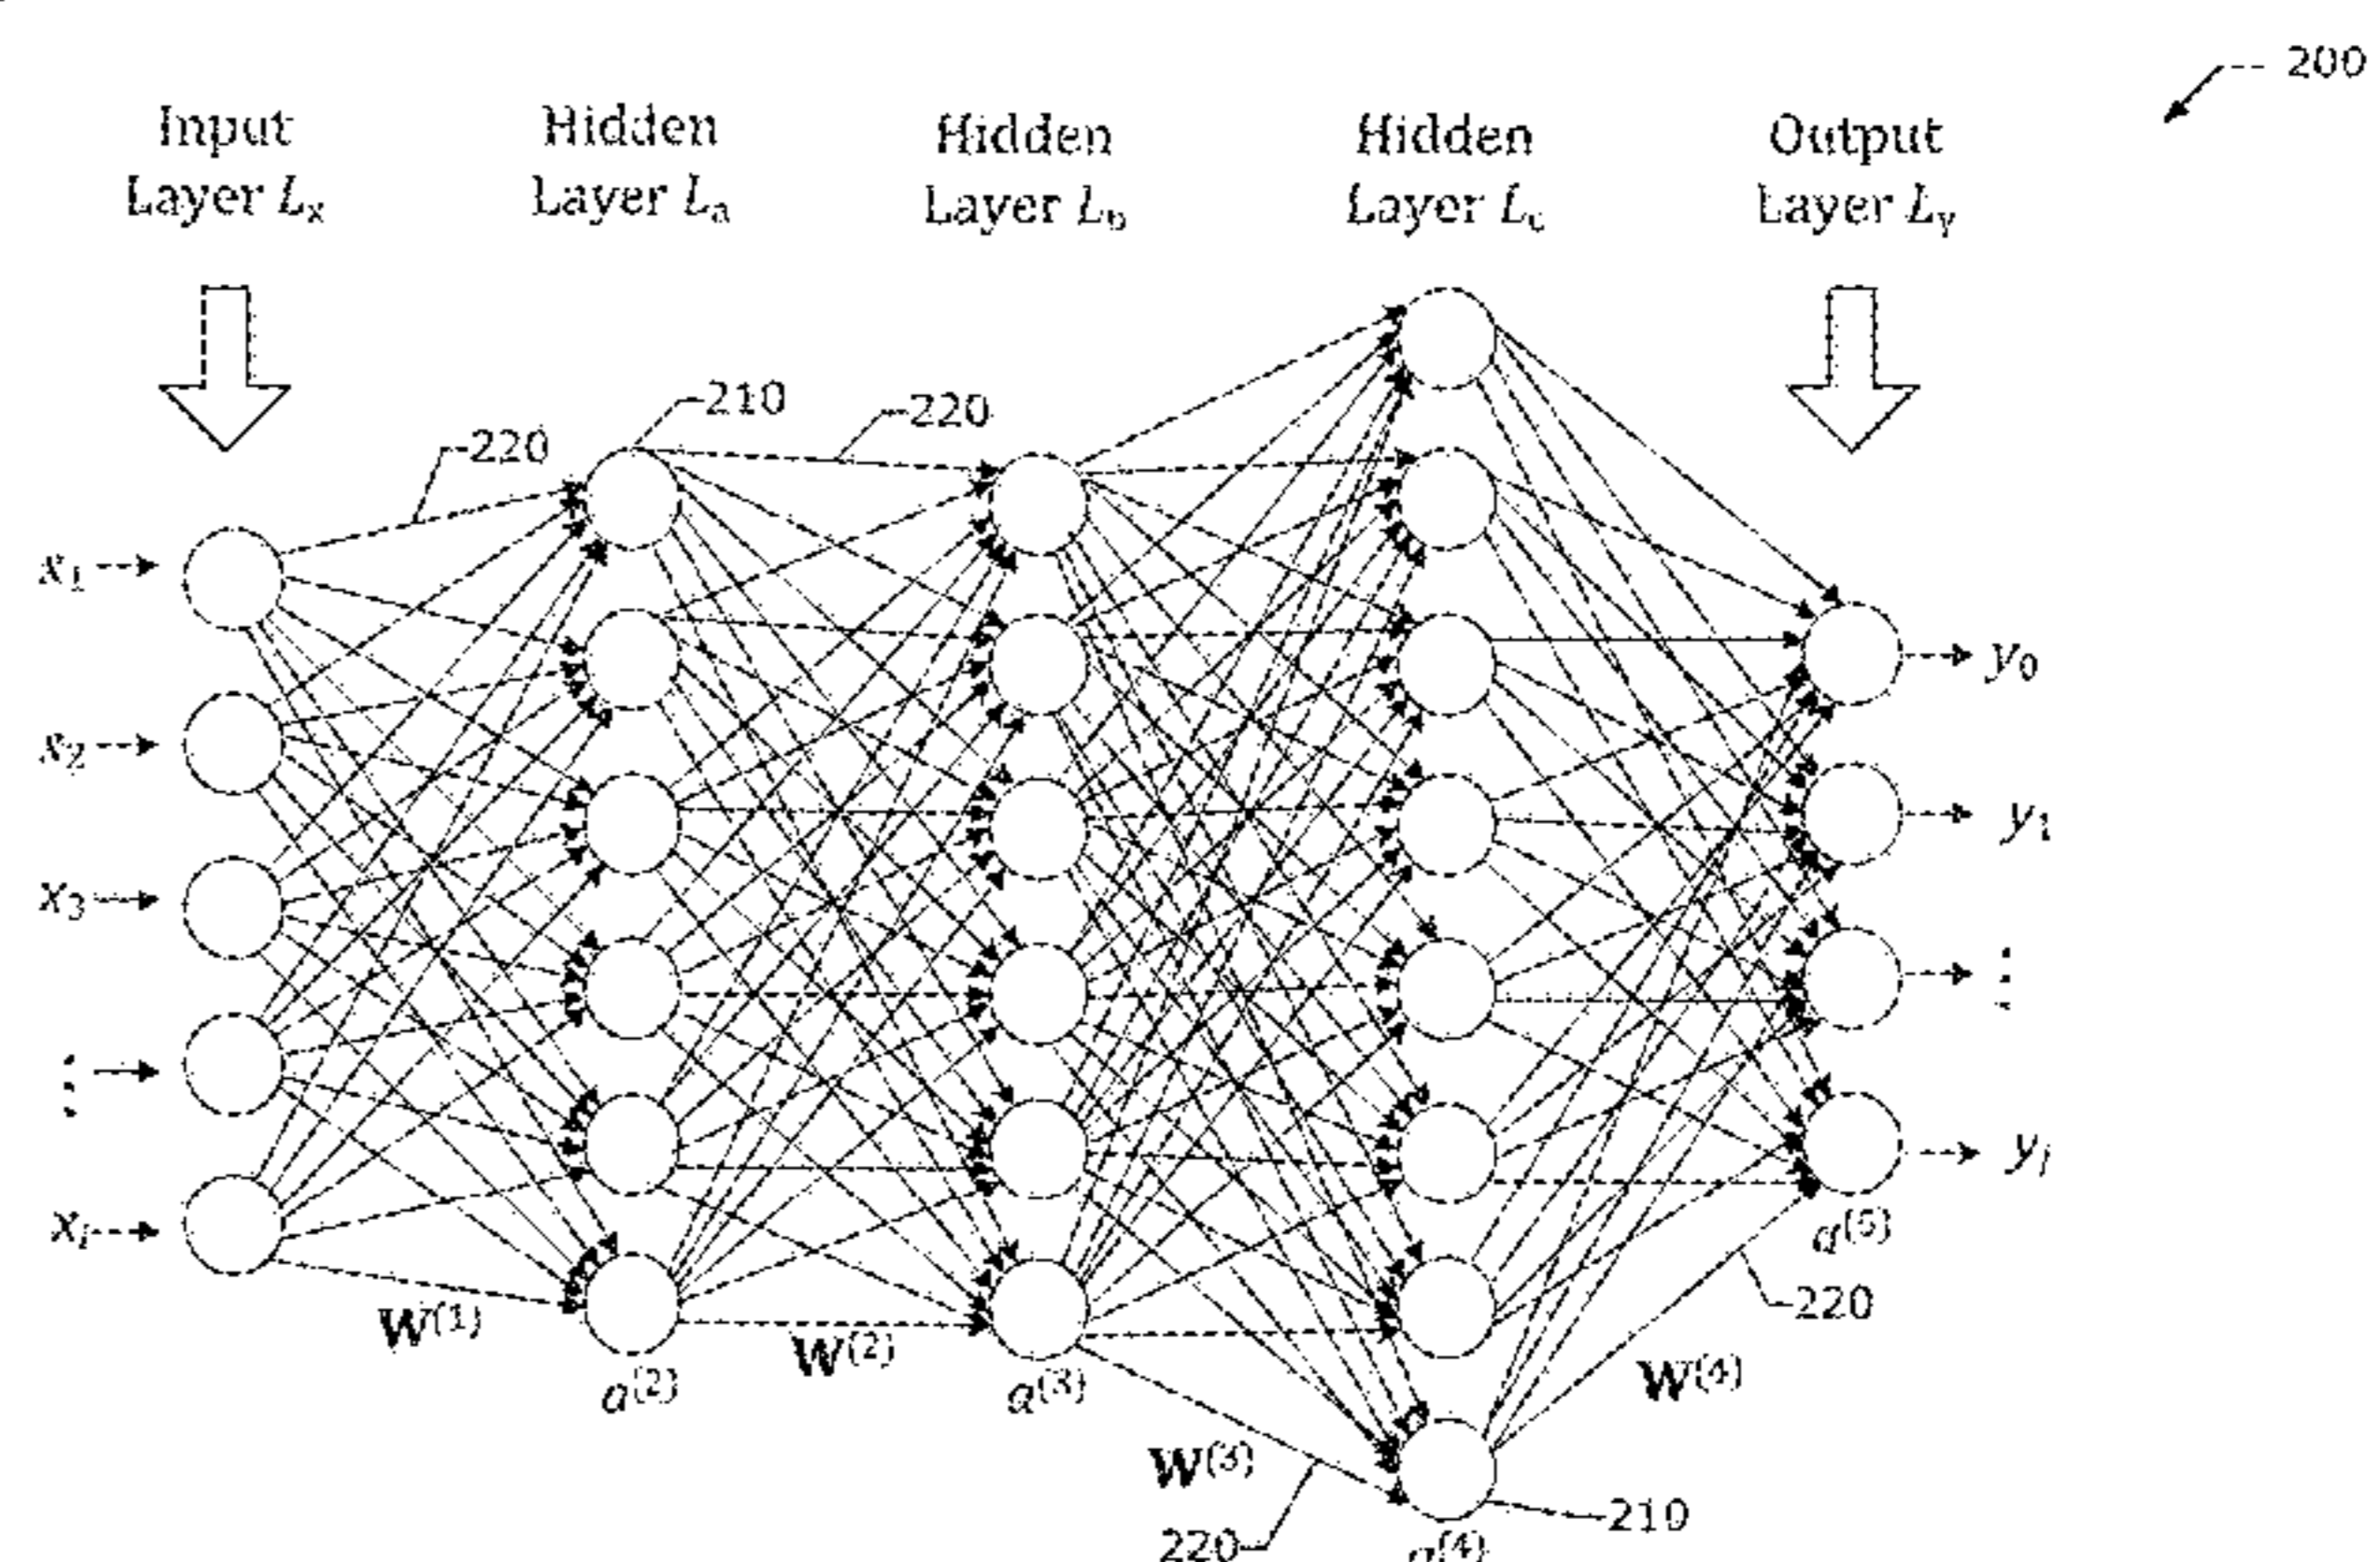 200
Input
Layer Lx
Hidden
Layer La
Hidden
Layer Lb
Hidden
Layer Lc
Output
Layer Ly
210
220
220
x1
x2
x3
⋮
xi
y0
y1
⋮
yj
a(5)
220
W(1)
W(2)
a(2)
a(3)
W(4)
W(3)
220
210
a(4)